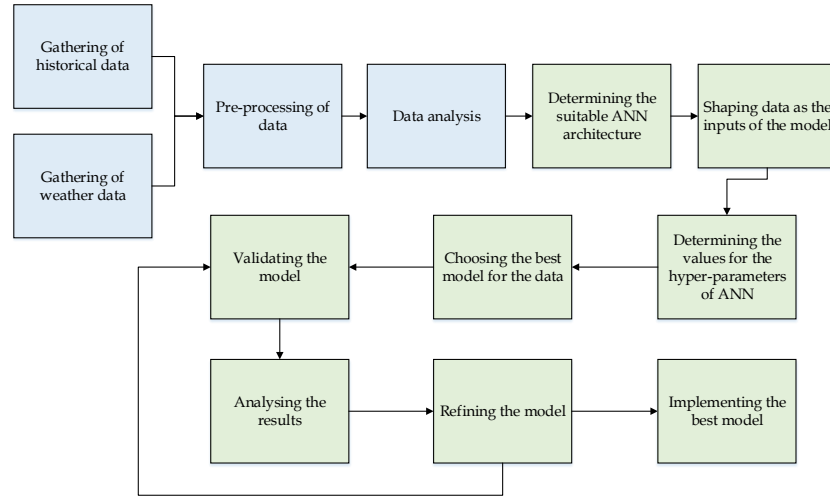 Gathering of
historical data
Gathering of
weather data
Pre-processing of
data
Data analysis
Determining the
suitable ANN
architecture
Shaping data as the
inputs of the model
Determining the
values for the
hyper-parameters
of ANN
Choosing the best
model for the data
Validating the
model
Analysing the
results
Refining the model
Implementing the
best model